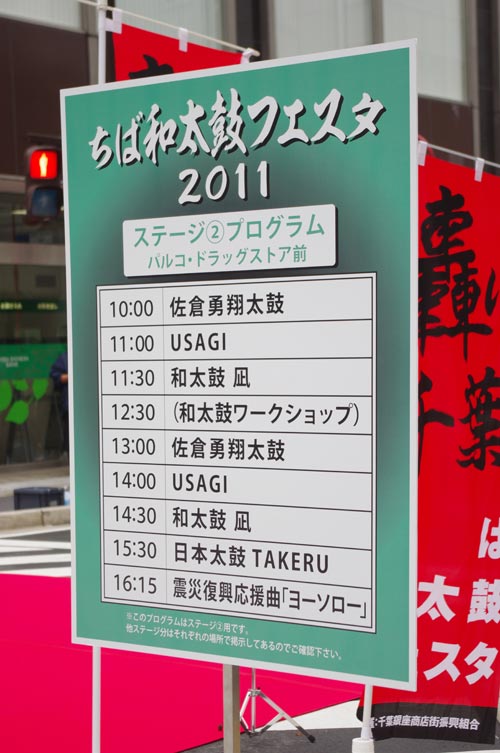 ちば和太鼓フェスタ
2011
ステージ②プログラム
パルコ・ドラッグストア前
10:00 佐倉勇翔太鼓
11:00 USAGI
11:30 和太鼓 凪
12:30 (和太鼓ワークショップ)
13:00 佐倉勇翔太鼓
14:00 USAGI
14:30 和太鼓 凪
15:30 日本太鼓 TAKERU
16:15 震災復興応援曲「ヨーソロー」
※このプログラムはステージ②用です。
他ステージ分はそれぞれの場所で掲示してあるのでご確認下さい。
轟け
千葉
は
太鼓
ェスタ
:千葉銀座商店街振興組合